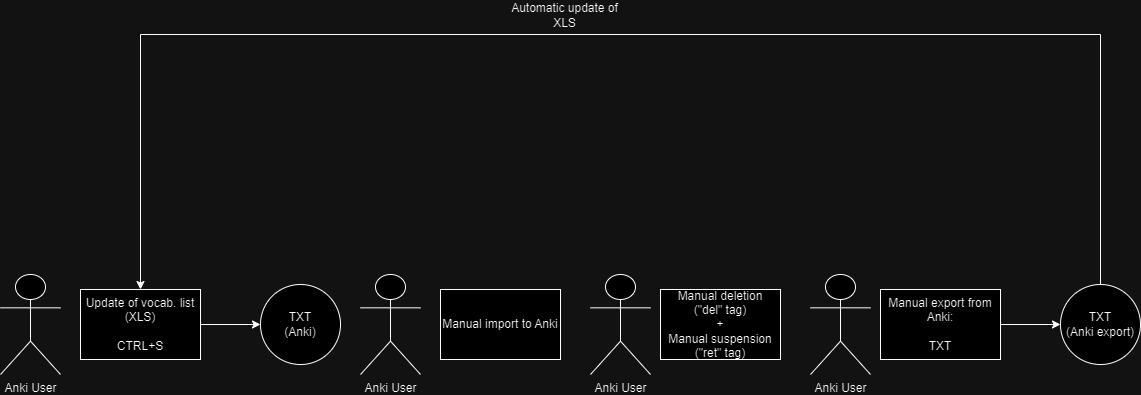 Automatic update of
XLS
Update of vocab. list
(XLS)
CTRL+S
TXT
(Anki)
Manual import to Anki
Manual deletion
("del" tag)
+
Manual suspension
("ret" tag)
Manual export from
Anki:
TXT
TXT
(Anki export)
Anki User
Anki User
Anki User
Anki User